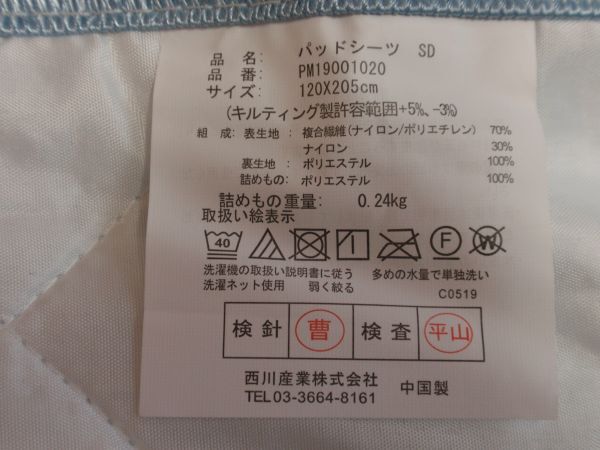 品 名: パッドシーツ SD
品 番: PM19001020
サイズ: 120X205cm
(キルティング製許容範囲+5%、-3%)
組 成: 表生地: 複合繊維(ナイロン/ポリエチレン) 70%
ナイロン 30%
裏生地: ポリエステル 100%
詰めもの: ポリエステル 100%
詰めもの重量: 0.24kg
取扱い絵表示
40 F W
洗濯機の取扱い説明書に従う 多めの水量で単独洗い
洗濯ネット使用 弱く絞る
C0519
検針 曹 検査 平山
西川産業株式会社 中国製
TEL03-3664-8161